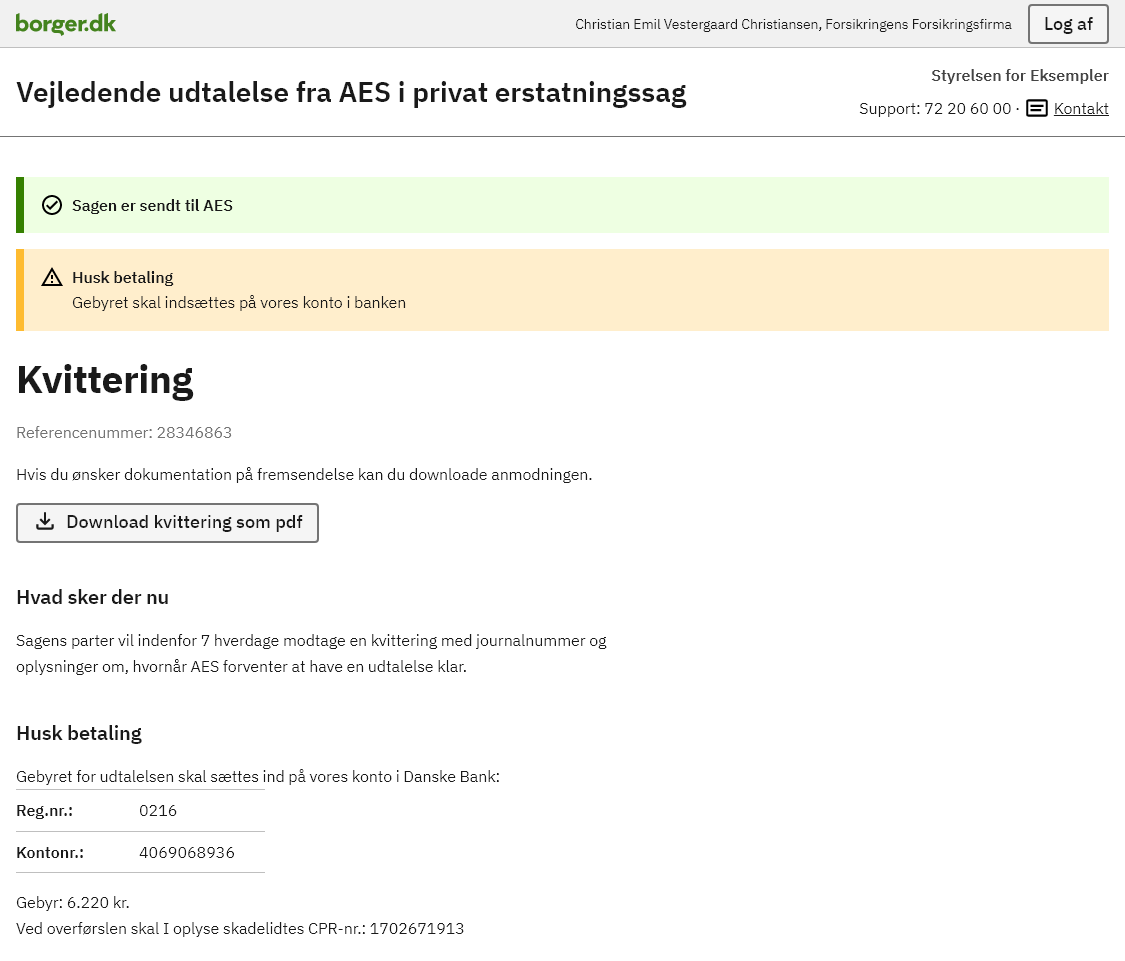 borger.dk
Christian Emil Vestergaard Christiansen, Forsikringens Forsikringsfirma
Log af
Vejledende udtalelse fra AES i privat erstatningssag
Styrelsen for Eksempler
Support: 72 20 60 00 · Kontakt
Sagen er sendt til AES
Husk betaling
Gebyret skal indsættes på vores konto i banken
Kvittering
Referencenummer: 28346863
Hvis du ønsker dokumentation på fremsendelse kan du downloade anmodningen.
Download kvittering som pdf
Hvad sker der nu
Sagens parter vil indenfor 7 hverdage modtage en kvittering med journalnummer og
oplysninger om, hvornår AES forventer at have en udtalelse klar.
Husk betaling
Gebyret for udtalelsen skal sættes ind på vores konto i Danske Bank:
Reg.nr.: 0216
Kontonr.: 4069068936
Gebyr: 6.220 kr.
Ved overførslen skal I oplyse skadelidtes CPR-nr.: 1702671913